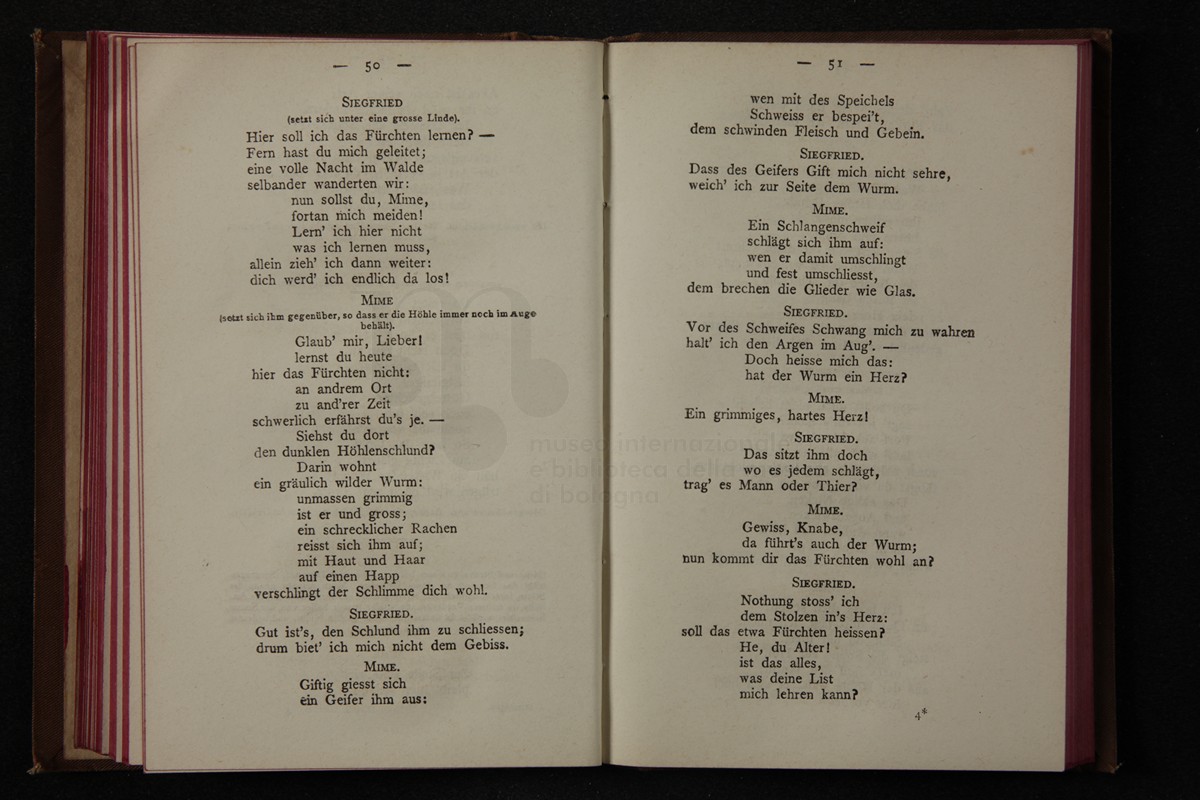 — 50 —
SIEGFRIED
(setzt sich unter eine grosse Linde).
Hier soll ich das Fürchten lernen? —
Fern hast du mich geleitet;
eine volle Nacht im Walde
selbander wanderten wir:
nun sollst du, Mime,
fortan mich meiden!
Lern' ich hier nicht
was ich lernen muss,
allein zieh' ich dann weiter:
dich werd' ich endlich da los!
MIME
(setzt sich ihm gegenüber, so dass er die Höhle immer noch im Auge
behält).
Glaub' mir, Lieber!
lernst du heute
hier das Fürchten nicht:
an andrem Ort
zu and'rer Zeit
schwerlich erfährst du's je. —
Siehst du dort
den dunklen Höhlenschlund?
Darin wohnt
ein gräulich wilder Wurm:
unmassen grimmig
ist er und gross;
ein schrecklicher Rachen
reisst sich ihm auf;
mit Haut und Haar
auf einen Happ
verschlingt der Schlimme dich wohl.
SIEGFRIED.
Gut ist's, den Schlund ihm zu schliessen;
drum biet' ich mich nicht dem Gebiss.
MIME.
Giftig giesst sich
ein Geifer ihm aus:
— 51 —
wen mit des Speichels
Schweiss er bespei't,
dem schwinden Fleisch und Gebein.
SIEGFRIED.
Dass des Geifers Gift mich nicht sehre,
weich' ich zur Seite dem Wurm.
MIME.
Ein Schlangenschweif
schlägt sich ihm auf:
wen er damit umschlingt
und fest umschliesst,
dem brechen die Glieder wie Glas.
SIEGFRIED.
Vor des Schweifes Schwang mich zu wahren
halt' ich den Argen im Aug'. —
Doch heisse mich das:
hat der Wurm ein Herz?
MIME.
Ein grimmiges, hartes Herz!
SIEGFRIED.
Das sitzt ihm doch
wo es jedem schlägt,
trag' es Mann oder Thier?
MIME.
Gewiss, Knabe,
da führt's auch der Wurm;
nun kommt dir das Fürchten wohl an?
SIEGFRIED.
Nothung stoss' ich
dem Stolzen in's Herz:
soll das etwa Fürchten heissen?
He, du Alter!
ist das alles,
was deine List
mich lehren kann?
4*
museo internazionale
e biblioteca della
di bologna